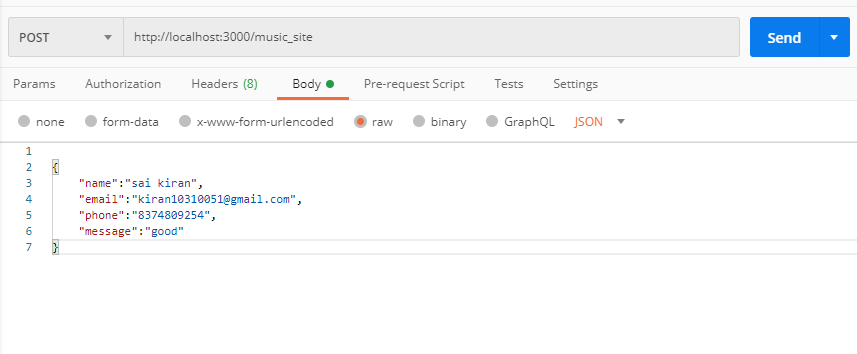 POST http://localhost:3000/music_site Send
Params Authorization Headers (8) Body Pre-request Script Tests Settings
none form-data x-www-form-urlencoded raw binary GraphQL JSON
1
2 {
3 "name":"sai kiran",
4 "email":"kiran10310051@gmail.com",
5 "phone":"8374809254",
6 "message":"good"
7 }